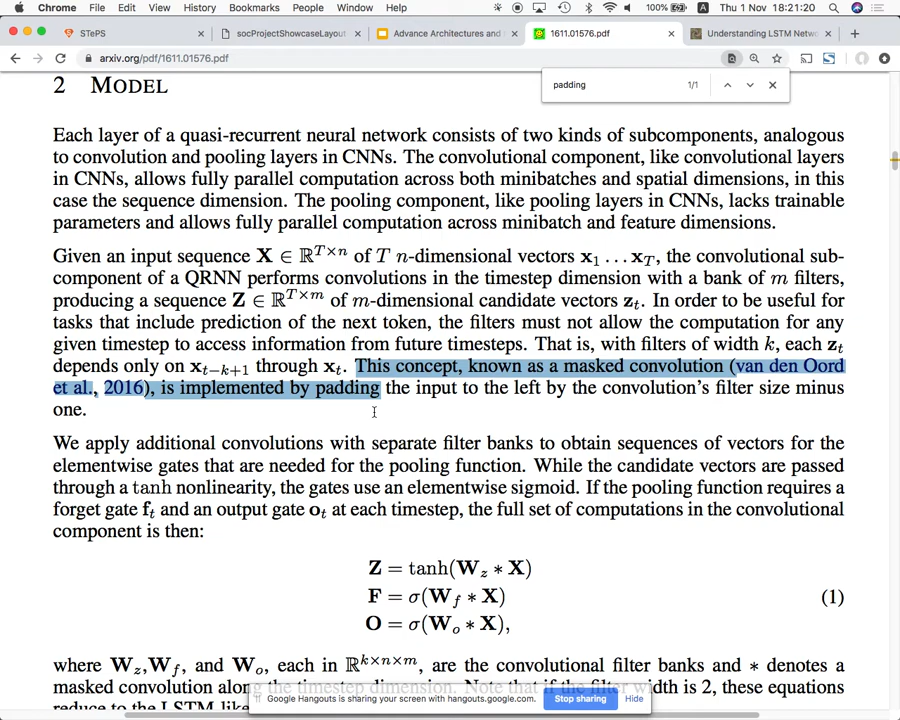 Chrome File Edit View History Bookmarks People Window Help 100% A Thu 1 Nov 18:21:20
STePS socProjectShowcaseLayout Advance Architectures and 1611.01576.pdf Understanding LSTM Netw
arxiv.org/pdf/1611.01576.pdf
padding 1/1
2 MODEL
Each layer of a quasi-recurrent neural network consists of two kinds of subcomponents, analogous
to convolution and pooling layers in CNNs. The convolutional component, like convolutional layers
in CNNs, allows fully parallel computation across both minibatches and spatial dimensions, in this
case the sequence dimension. The pooling component, like pooling layers in CNNs, lacks trainable
parameters and allows fully parallel computation across minibatch and feature dimensions.
Given an input sequence X ∈ ℝ^{T×n} of T n-dimensional vectors x₁ … x_T, the convolutional sub-
component of a QRNN performs convolutions in the timestep dimension with a bank of m filters,
producing a sequence Z ∈ ℝ^{T×m} of m-dimensional candidate vectors z_t. In order to be useful for
tasks that include prediction of the next token, the filters must not allow the computation for any
given timestep to access information from future timesteps. That is, with filters of width k, each z_t
depends only on x_{t−k+1} through x_t. This concept, known as a masked convolution (van den Oord
et al., 2016), is implemented by padding the input to the left by the convolution's filter size minus
one.
We apply additional convolutions with separate filter banks to obtain sequences of vectors for the
elementwise gates that are needed for the pooling function. While the candidate vectors are passed
through a tanh nonlinearity, the gates use an elementwise sigmoid. If the pooling function requires a
forget gate f_t and an output gate o_t at each timestep, the full set of computations in the convolutional
component is then:
Z = tanh(W_z ∗ X)
F = σ(W_f ∗ X) (1)
O = σ(W_o ∗ X),
where W_z,W_f, and W_o, each in ℝ^{k×n×m}, are the convolutional filter banks and ∗ denotes a
masked convolution along the timestep dimension. Note that if the filter width is 2, these equations
reduce to the LSTM-like
Google Hangouts is sharing your screen with hangouts.google.com. Stop sharing Hide